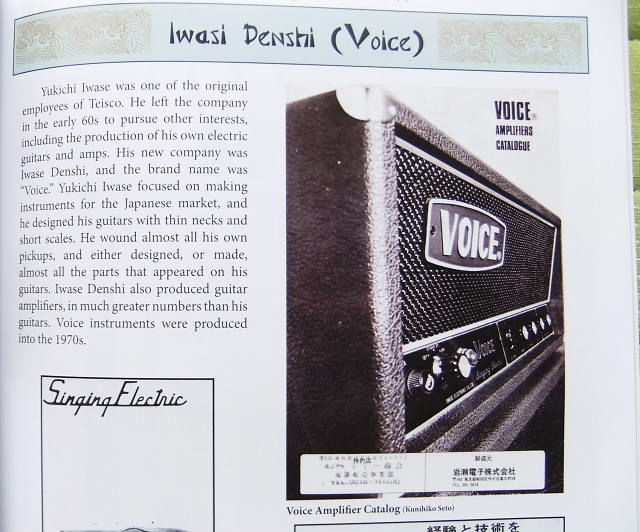 Iwasi Denshi (Voice)
Yukichi Iwase was one of the original
employees of Teisco. He left the company
in the early 60s to pursue other interests,
including the production of his own electric
guitars and amps. His new company was
Iwase Denshi, and the brand name was
“Voice.” Yukichi Iwase focused on making
instruments for the Japanese market, and
he designed his guitars with thin necks and
short scales. He wound almost all his own
pickups, and either designed, or made,
almost all the parts that appeared on his
guitars. Iwase Denshi also produced guitar
amplifiers, in much greater numbers than his
guitars. Voice instruments were produced
into the 1970s.
VOICE®
AMPLIFIERS
CATALOGUE
VOICE®
Voice
Singing Electric
製造元
岩瀬電子株式会社
Voice Amplifier Catalog (Kunihiko Seto)
Singing Electric
経験と技術を